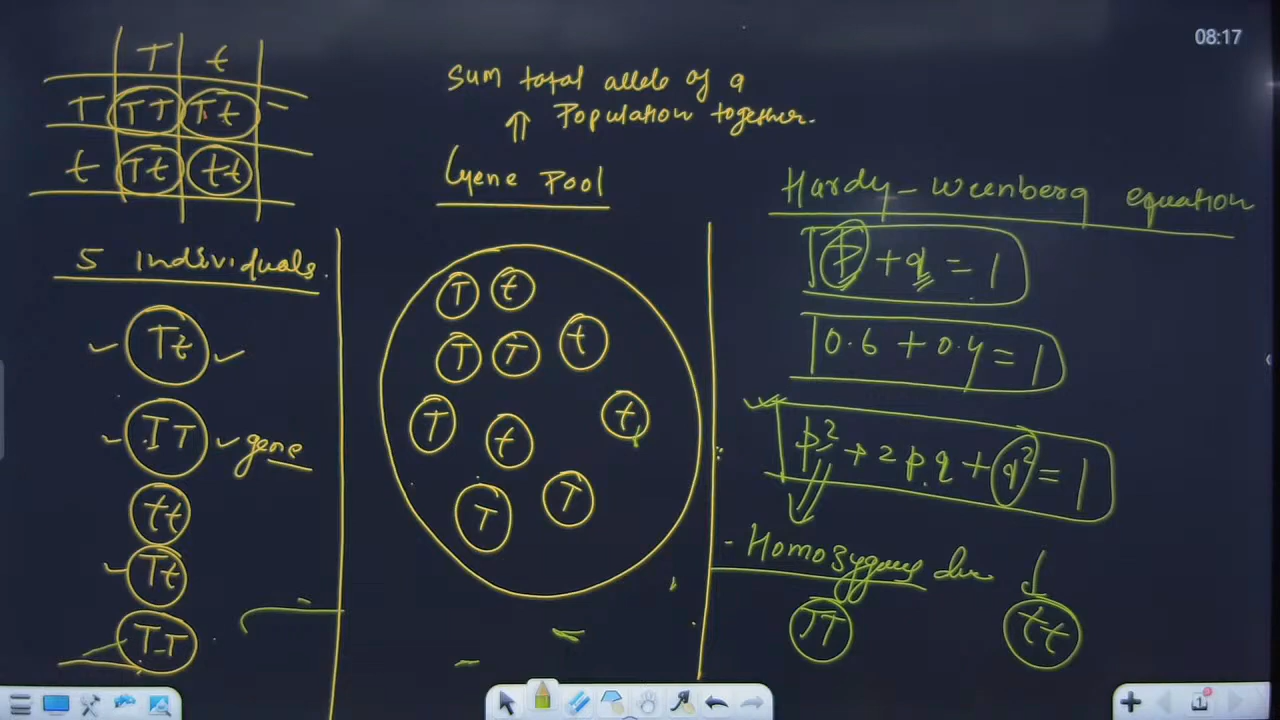 08:17
T t
T TT Tt
t Tt tt
Sum total allele of a
Population together.
Gene Pool
5 individuals.
Tt
TT gene
tt
Tt
TT
T t
T T t
T t t
T T
Hardy-Weenberg equation
P + q = 1
0.6 + 0.4 = 1
p² + 2pq + q² = 1
- Homozygous
TT tt
1